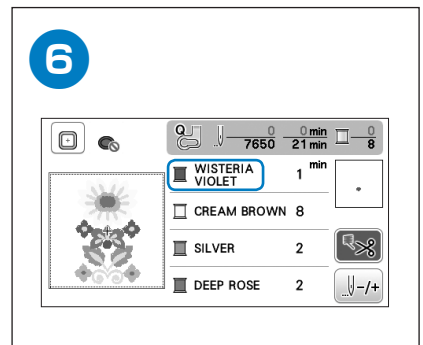 6
Q 0 0 min 0
7650 21 min 8
WISTERIA VIOLET 1 min
CREAM BROWN 8
SILVER 2
DEEP ROSE 2
-/+